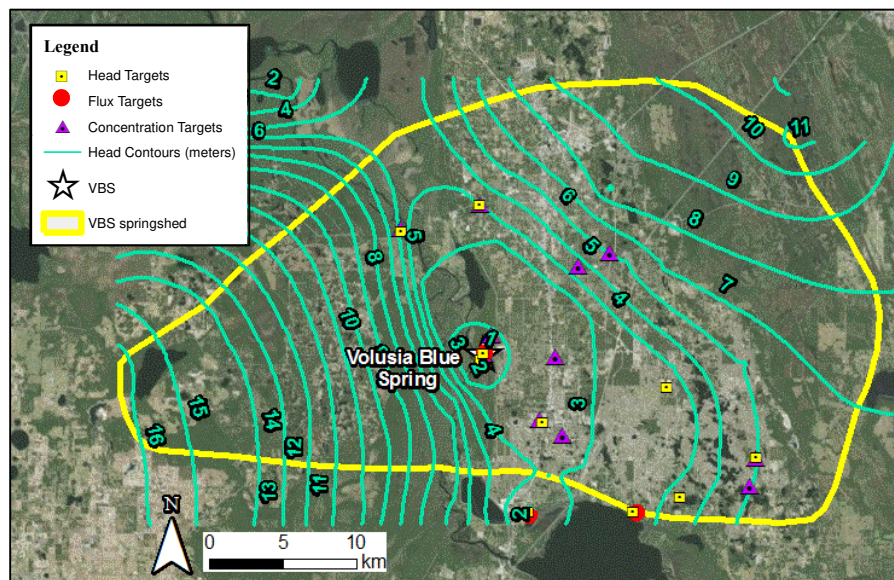 Legend
Head Targets
Flux Targets
Concentration Targets
Head Contours (meters)
VBS
VBS springshed
2
4
6
5
8
10
11
10
9
8
6
5
4
7
3
1
2
Volusia Blue
Spring
4
3
16
15
14
12
13
11
2
N
0
5
10
km